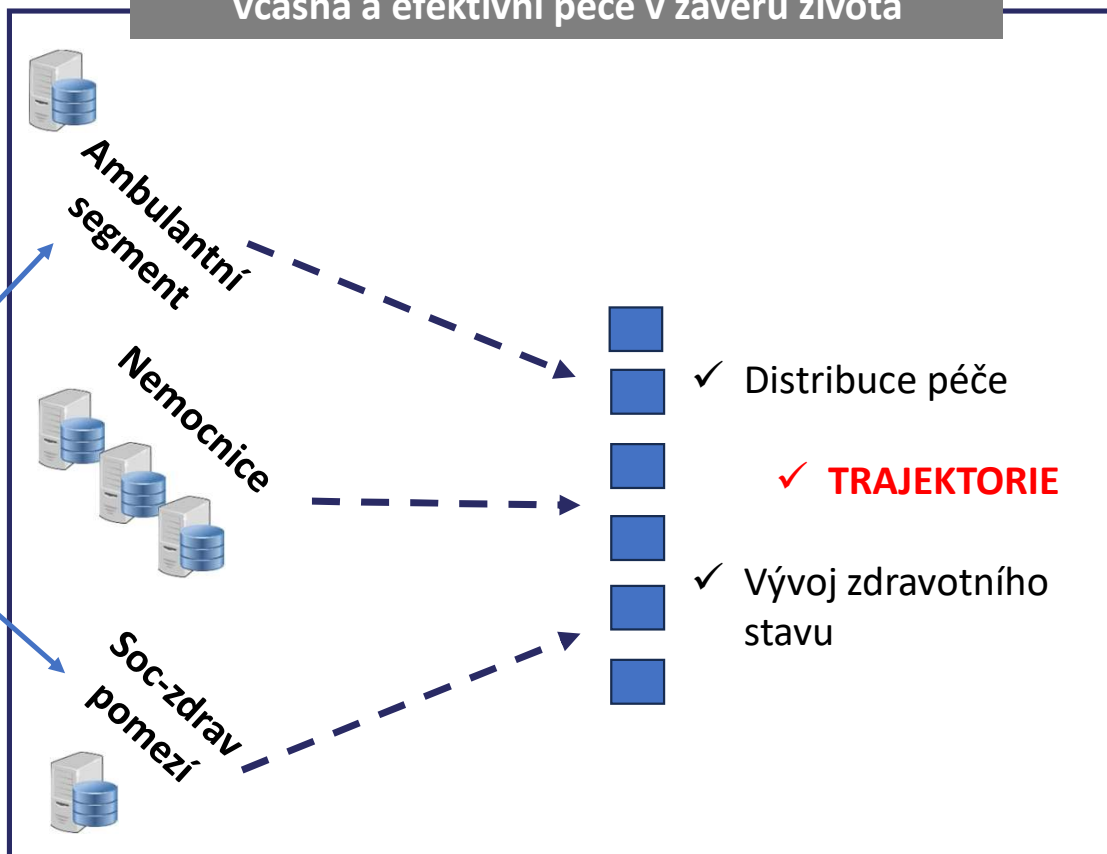 včasná a efektivní péče v závěru života
Ambulantní
segment
Nemocnice
Soc-zdrav
pomezí
✓ Distribuce péče
✓ TRAJEKTORIE
✓ Vývoj zdravotního
stavu